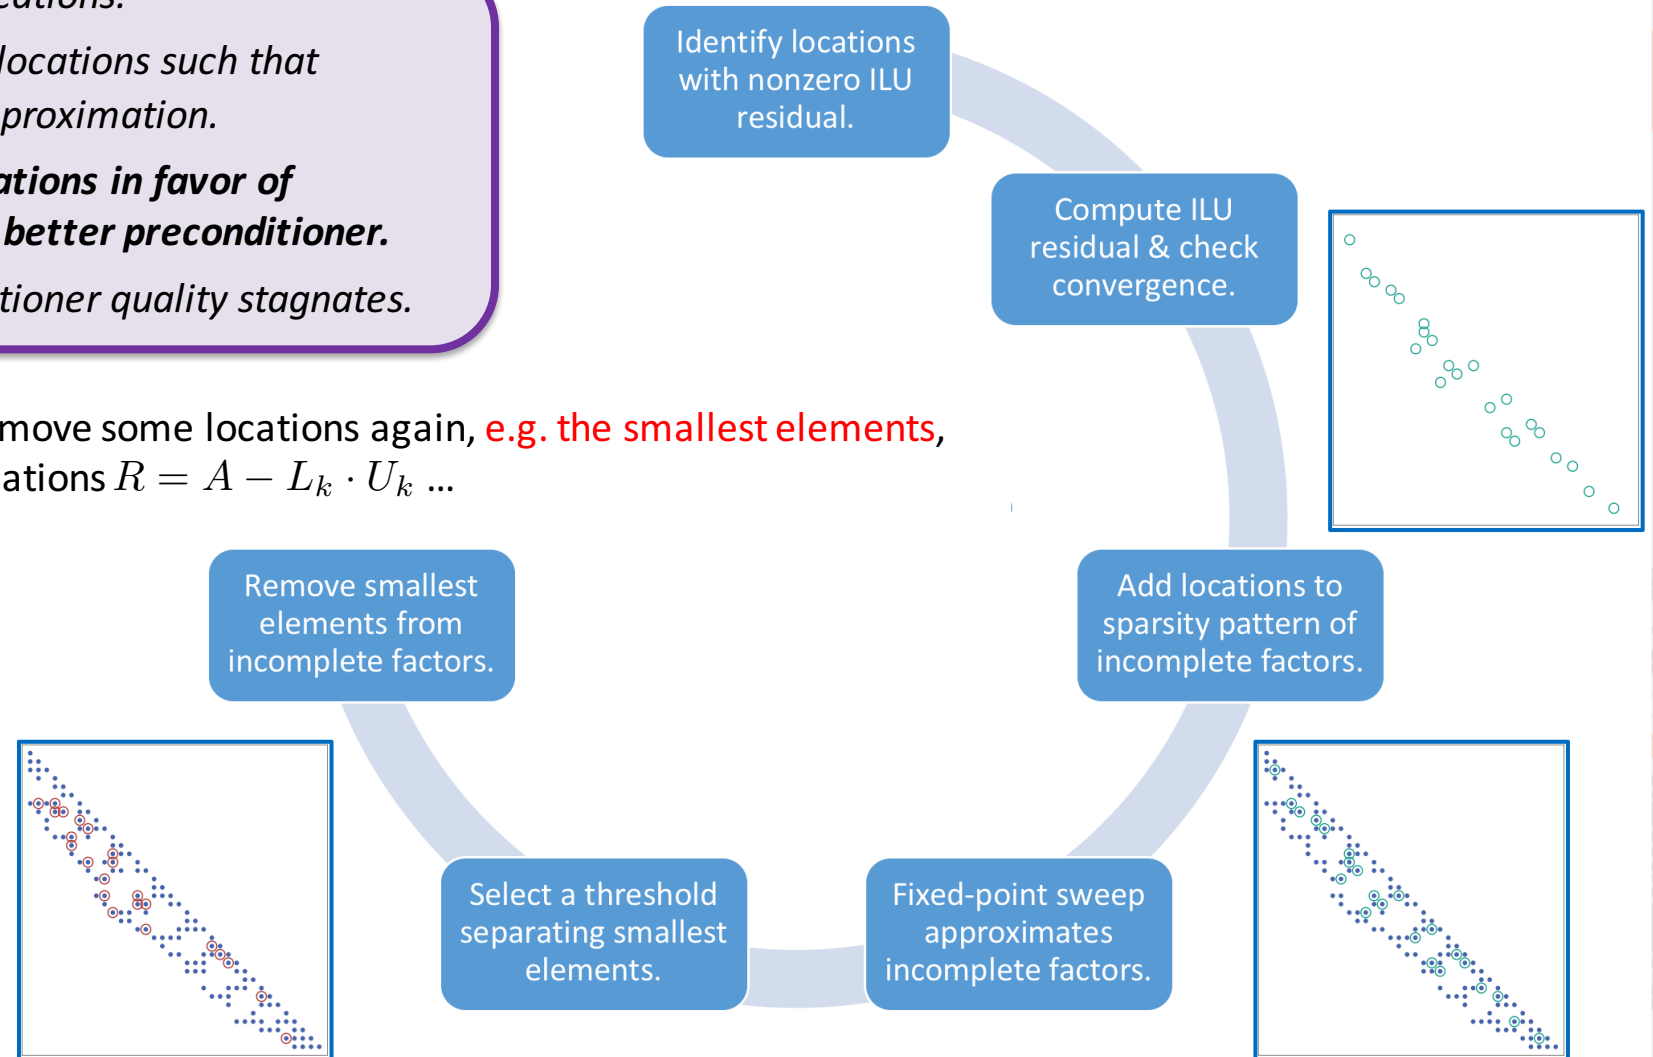 locations such that
proximation.
ations in favor of
better preconditioner.
tioner quality stagnates.
move some locations again, e.g. the smallest elements,
ations R = A − L_k · U_k ...
Identify locations
with nonzero ILU
residual.
Compute ILU
residual & check
convergence.
Add locations to
sparsity pattern of
incomplete factors.
Fixed-point sweep
approximates
incomplete factors.
Select a threshold
separating smallest
elements.
Remove smallest
elements from
incomplete factors.